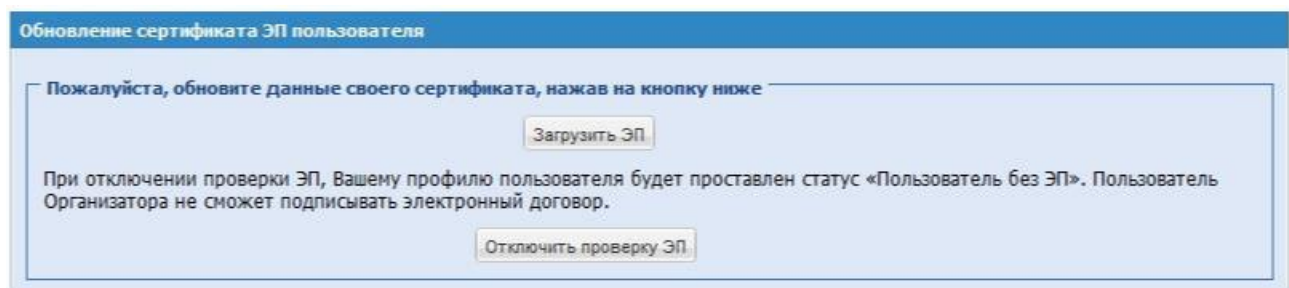 Обновление сертификата ЭП пользователя
Пожалуйста, обновите данные своего сертификата, нажав на кнопку ниже
Загрузить ЭП
При отключении проверки ЭП, Вашему профилю пользователя будет проставлен статус «Пользователь без ЭП». Пользователь
Организатора не сможет подписывать электронный договор.
Отключить проверку ЭП